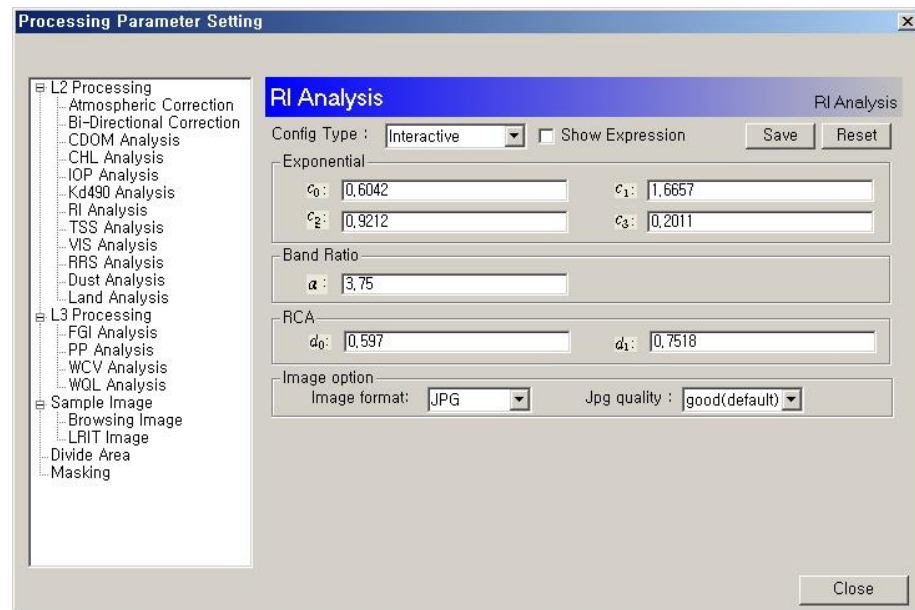 Processing Parameter Setting
L2 Processing
Atmospheric Correction
Bi-Directional Correction
CDOM Analysis
CHL Analysis
IOP Analysis
Kd490 Analysis
RI Analysis
TSS Analysis
VIS Analysis
RRS Analysis
Dust Analysis
Land Analysis
L3 Processing
FGI Analysis
PP Analysis
WCV Analysis
WQL Analysis
Sample Image
Browsing Image
LRIT Image
Divide Area
Masking
RI Analysis
RI Analysis
Config Type : Interactive Show Expression Save Reset
Exponential
c₀: 0,6042 c₁: 1,6657
c₂: 0,9212 c₃: 0,2011
Band Ratio
a : 3,75
RCA
d₀: 0,597 d₁: 0,7518
Image option
Image format: JPG Jpg quality : good(default)
Close